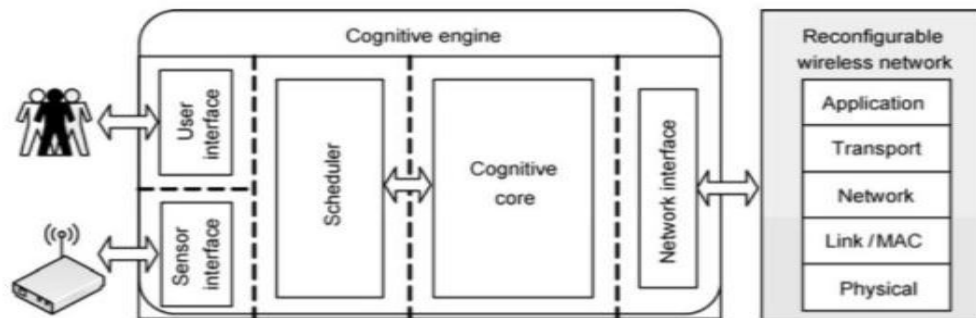 Cognitive engine
User
interface
Sensor
interface
Scheduler
Cognitive
core
Network interface
Reconfigurable
wireless network
Application
Transport
Network
Link / MAC
Physical